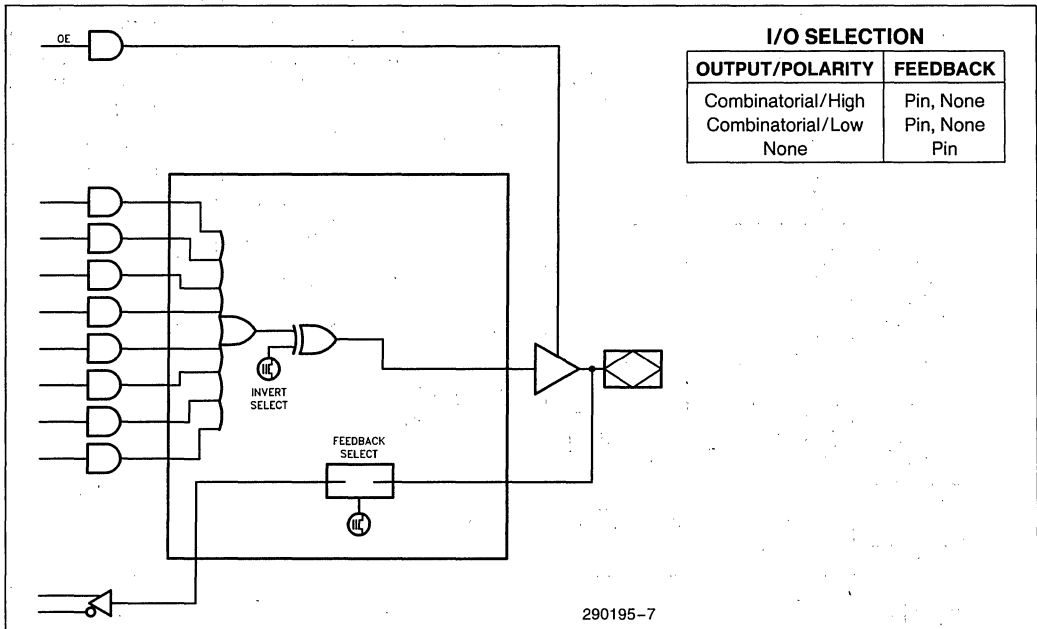 OE
I/O SELECTION
OUTPUT/POLARITY FEEDBACK
Combinatorial/High Pin, None
Combinatorial/Low Pin, None
None Pin
INVERT
SELECT
FEEDBACK
SELECT
290195-7